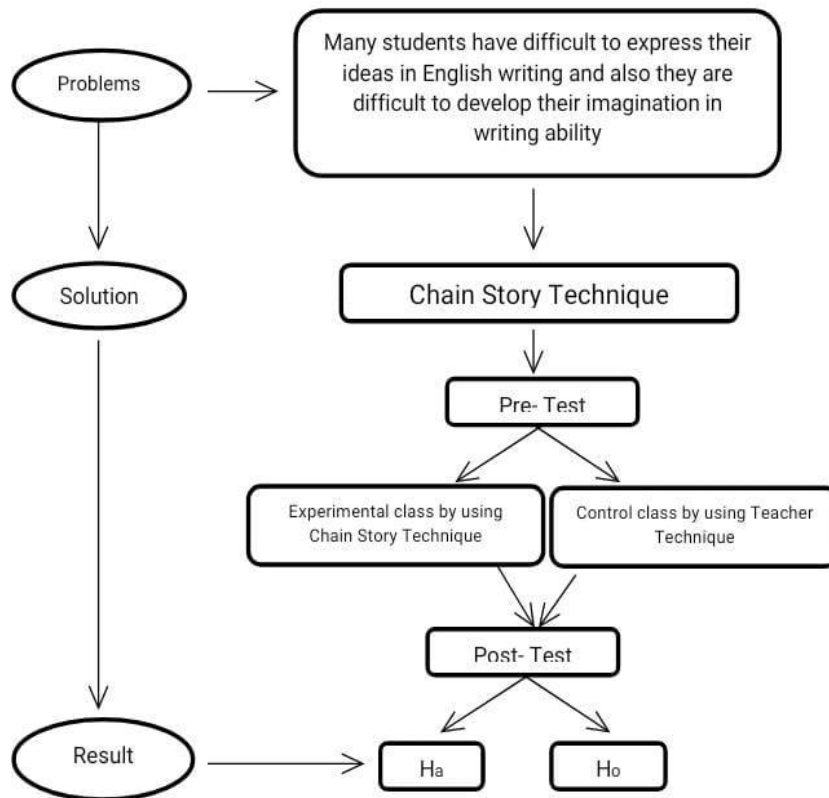 Problems
Many students have difficult to express their
ideas in English writing and also they are
difficult to develop their imagination in
writing ability
Solution
Chain Story Technique
Pre- Test
Experimental class by using
Chain Story Technique
Control class by using Teacher
Technique
Post- Test
Result
Ha
Ho